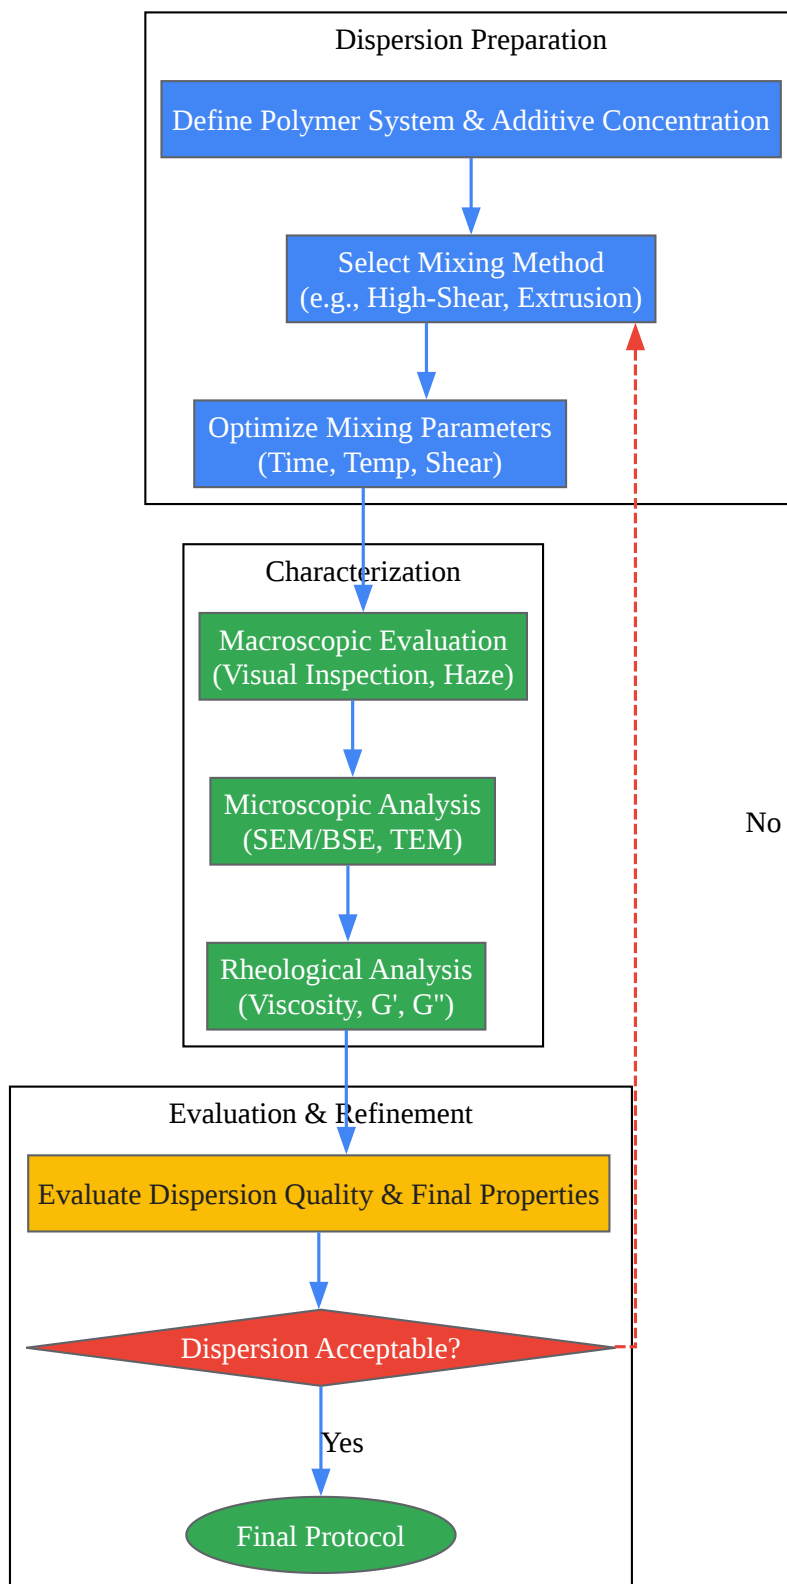 Dispersion Preparation
Define Polymer System & Additive Concentration
Select Mixing Method
(e.g., High-Shear, Extrusion)
Optimize Mixing Parameters
(Time, Temp, Shear)
Characterization
Macroscopic Evaluation
(Visual Inspection, Haze)
Microscopic Analysis
(SEM/BSE, TEM)
No
Rheological Analysis
(Viscosity, G', G")
Evaluation & Refinement
Evaluate Dispersion Quality & Final Properties
Dispersion Acceptable?
Yes
Final Protocol